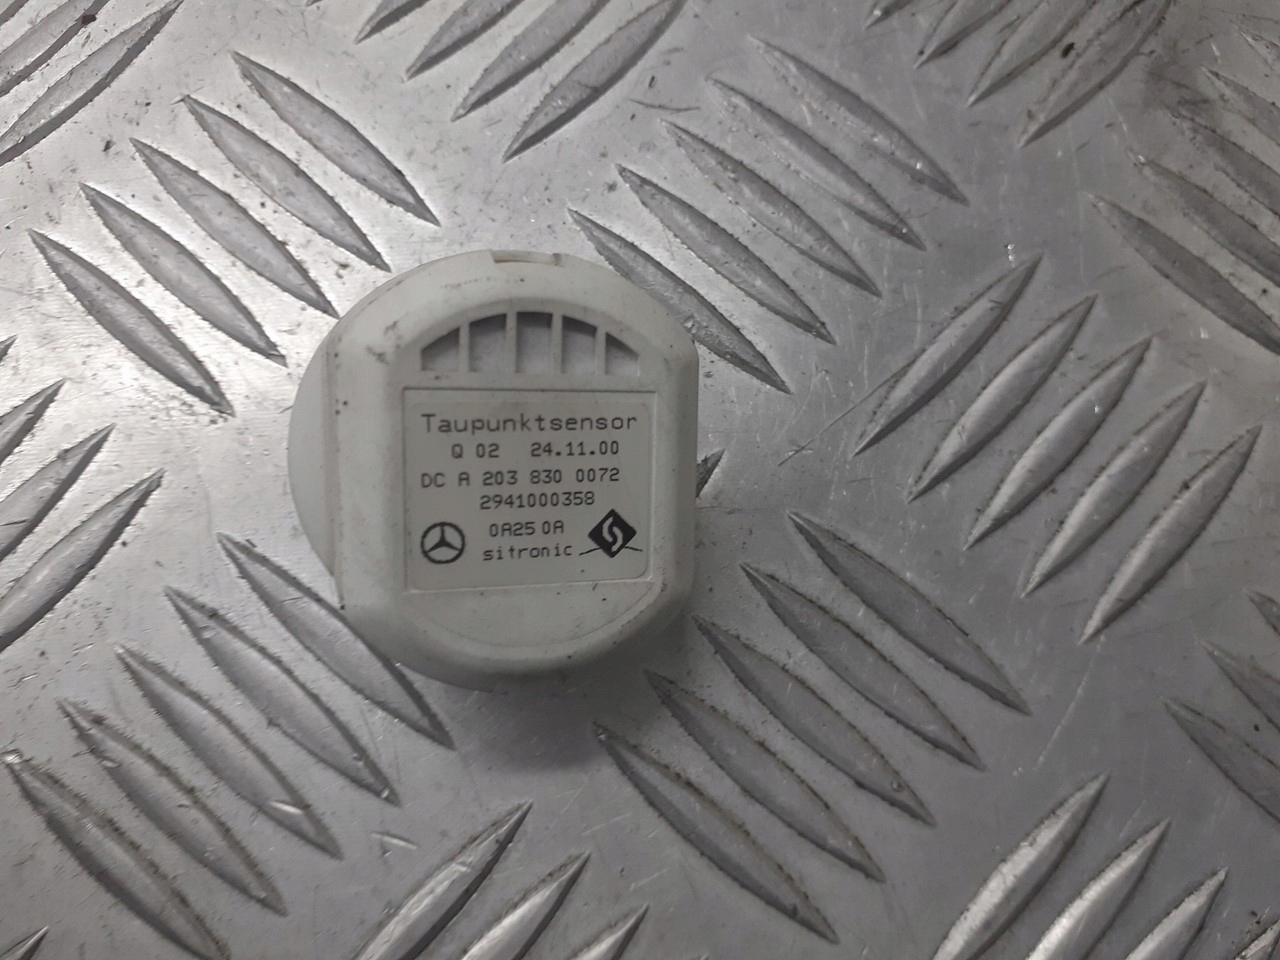 Taupunktsensor
Q 02 24.11.00
DC A 203 830 0072
2941000358
0A25 0A
sitronic